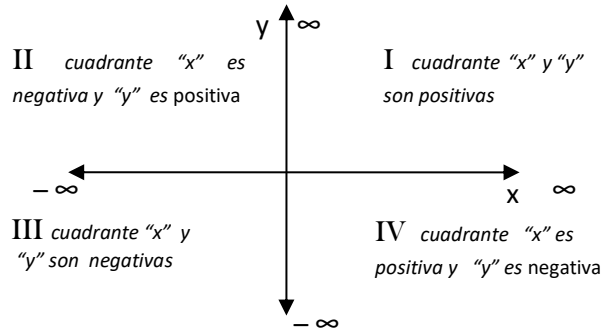 y ∞
II cuadrante “x” es
negativa y “y” es positiva
I cuadrante “x” y “y”
son positivas
– ∞
x ∞
III cuadrante “x” y
“y” son negativas
IV cuadrante “x” es
positiva y “y” es negativa
– ∞